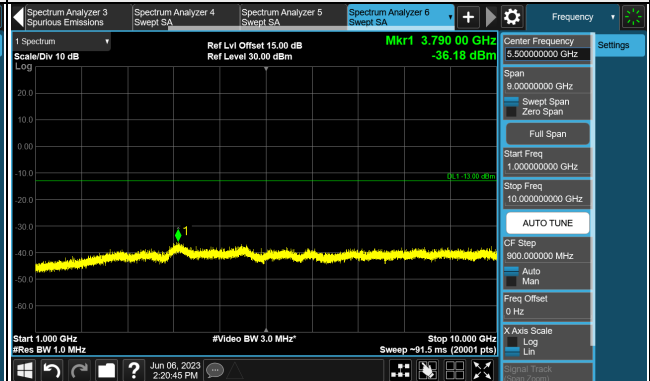 Spectrum Analyzer 3
Spurious Emissions
Spectrum Analyzer 4
Swept SA
Spectrum Analyzer 5
Swept SA
Spectrum Analyzer 6
Swept SA
Frequency
1 Spectrum
Scale/Div 10 dB
Log
Ref Lvl Offset 15.00 dB
Ref Level 30.00 dBm
Mkr1 3.790 00 GHz
-36.18 dBm
20.0
10.0
0.00
-10.0
-20.0
-30.0
-40.0
-50.0
-60.0
DL1 -13.00 dBm
1
Start 1.000 GHz
#Res BW 1.0 MHz
#Video BW 3.0 MHz*
Stop 10.000 GHz
Sweep ~91.5 ms (20001 pts)
Jun 06, 2023
2:20:45 PM
Center Frequency
5.50000000 GHz
Settings
Span
9.00000000 GHz
Swept Span
Zero Span
Full Span
Start Freq
1.000000000 GHz
Stop Freq
10.000000000 GHz
AUTO TUNE
CF Step
900.000000 MHz
Auto
Man
Freq Offset
0 Hz
X Axis Scale
Log
Lin
Signal Track
(Span Zoom)